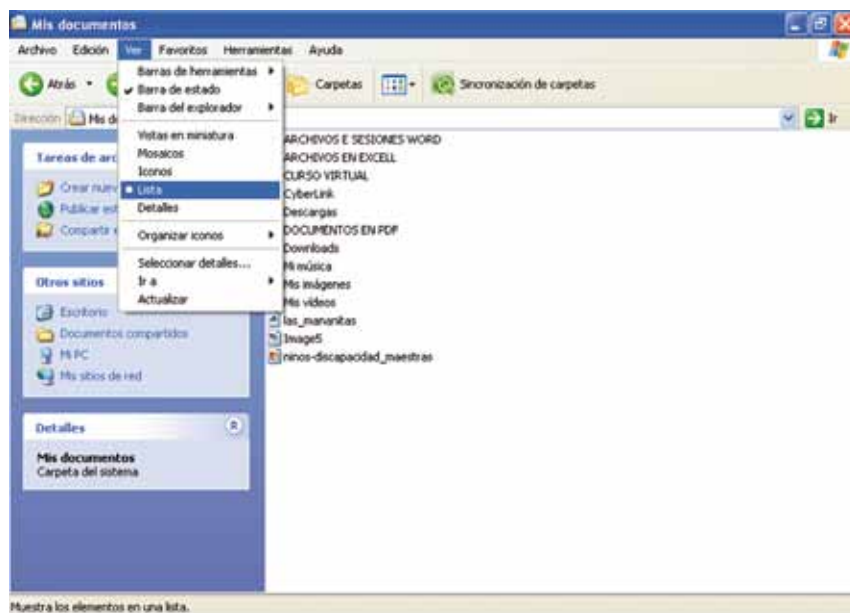 Mis documentos
Archivo Edición Ver Favoritos Herramientas Ayuda
Atrás Carpetas Sincronización de carpetas
Dirección Mis d Ir
Barras de herramientas
Barra de estado
Barra del explorador
Vistas en miniatura
Mosaicos
Iconos
Lista
Detalles
Organizar iconos
Seleccionar detalles...
Ir a
Actualizar
Tareas de arc
Crear nuev
Publicar est
Compartir
Otros sitios
Escritorio
Documentos compartidos
Mi PC
Mis sitios de red
Detalles
Mis documentos
Carpeta del sistema
ARCHIVOS E SESIONES WORD
ARCHIVOS EN EXCELL
CURSO VIRTUAL
CyberLink
Descargas
DOCUMENTOS EN PDF
Downloads
Mi música
Mis imágenes
Mis vídeos
las_mananitas
Image5
ninos-discapacidad_maestras
Muestra los elementos en una lista.